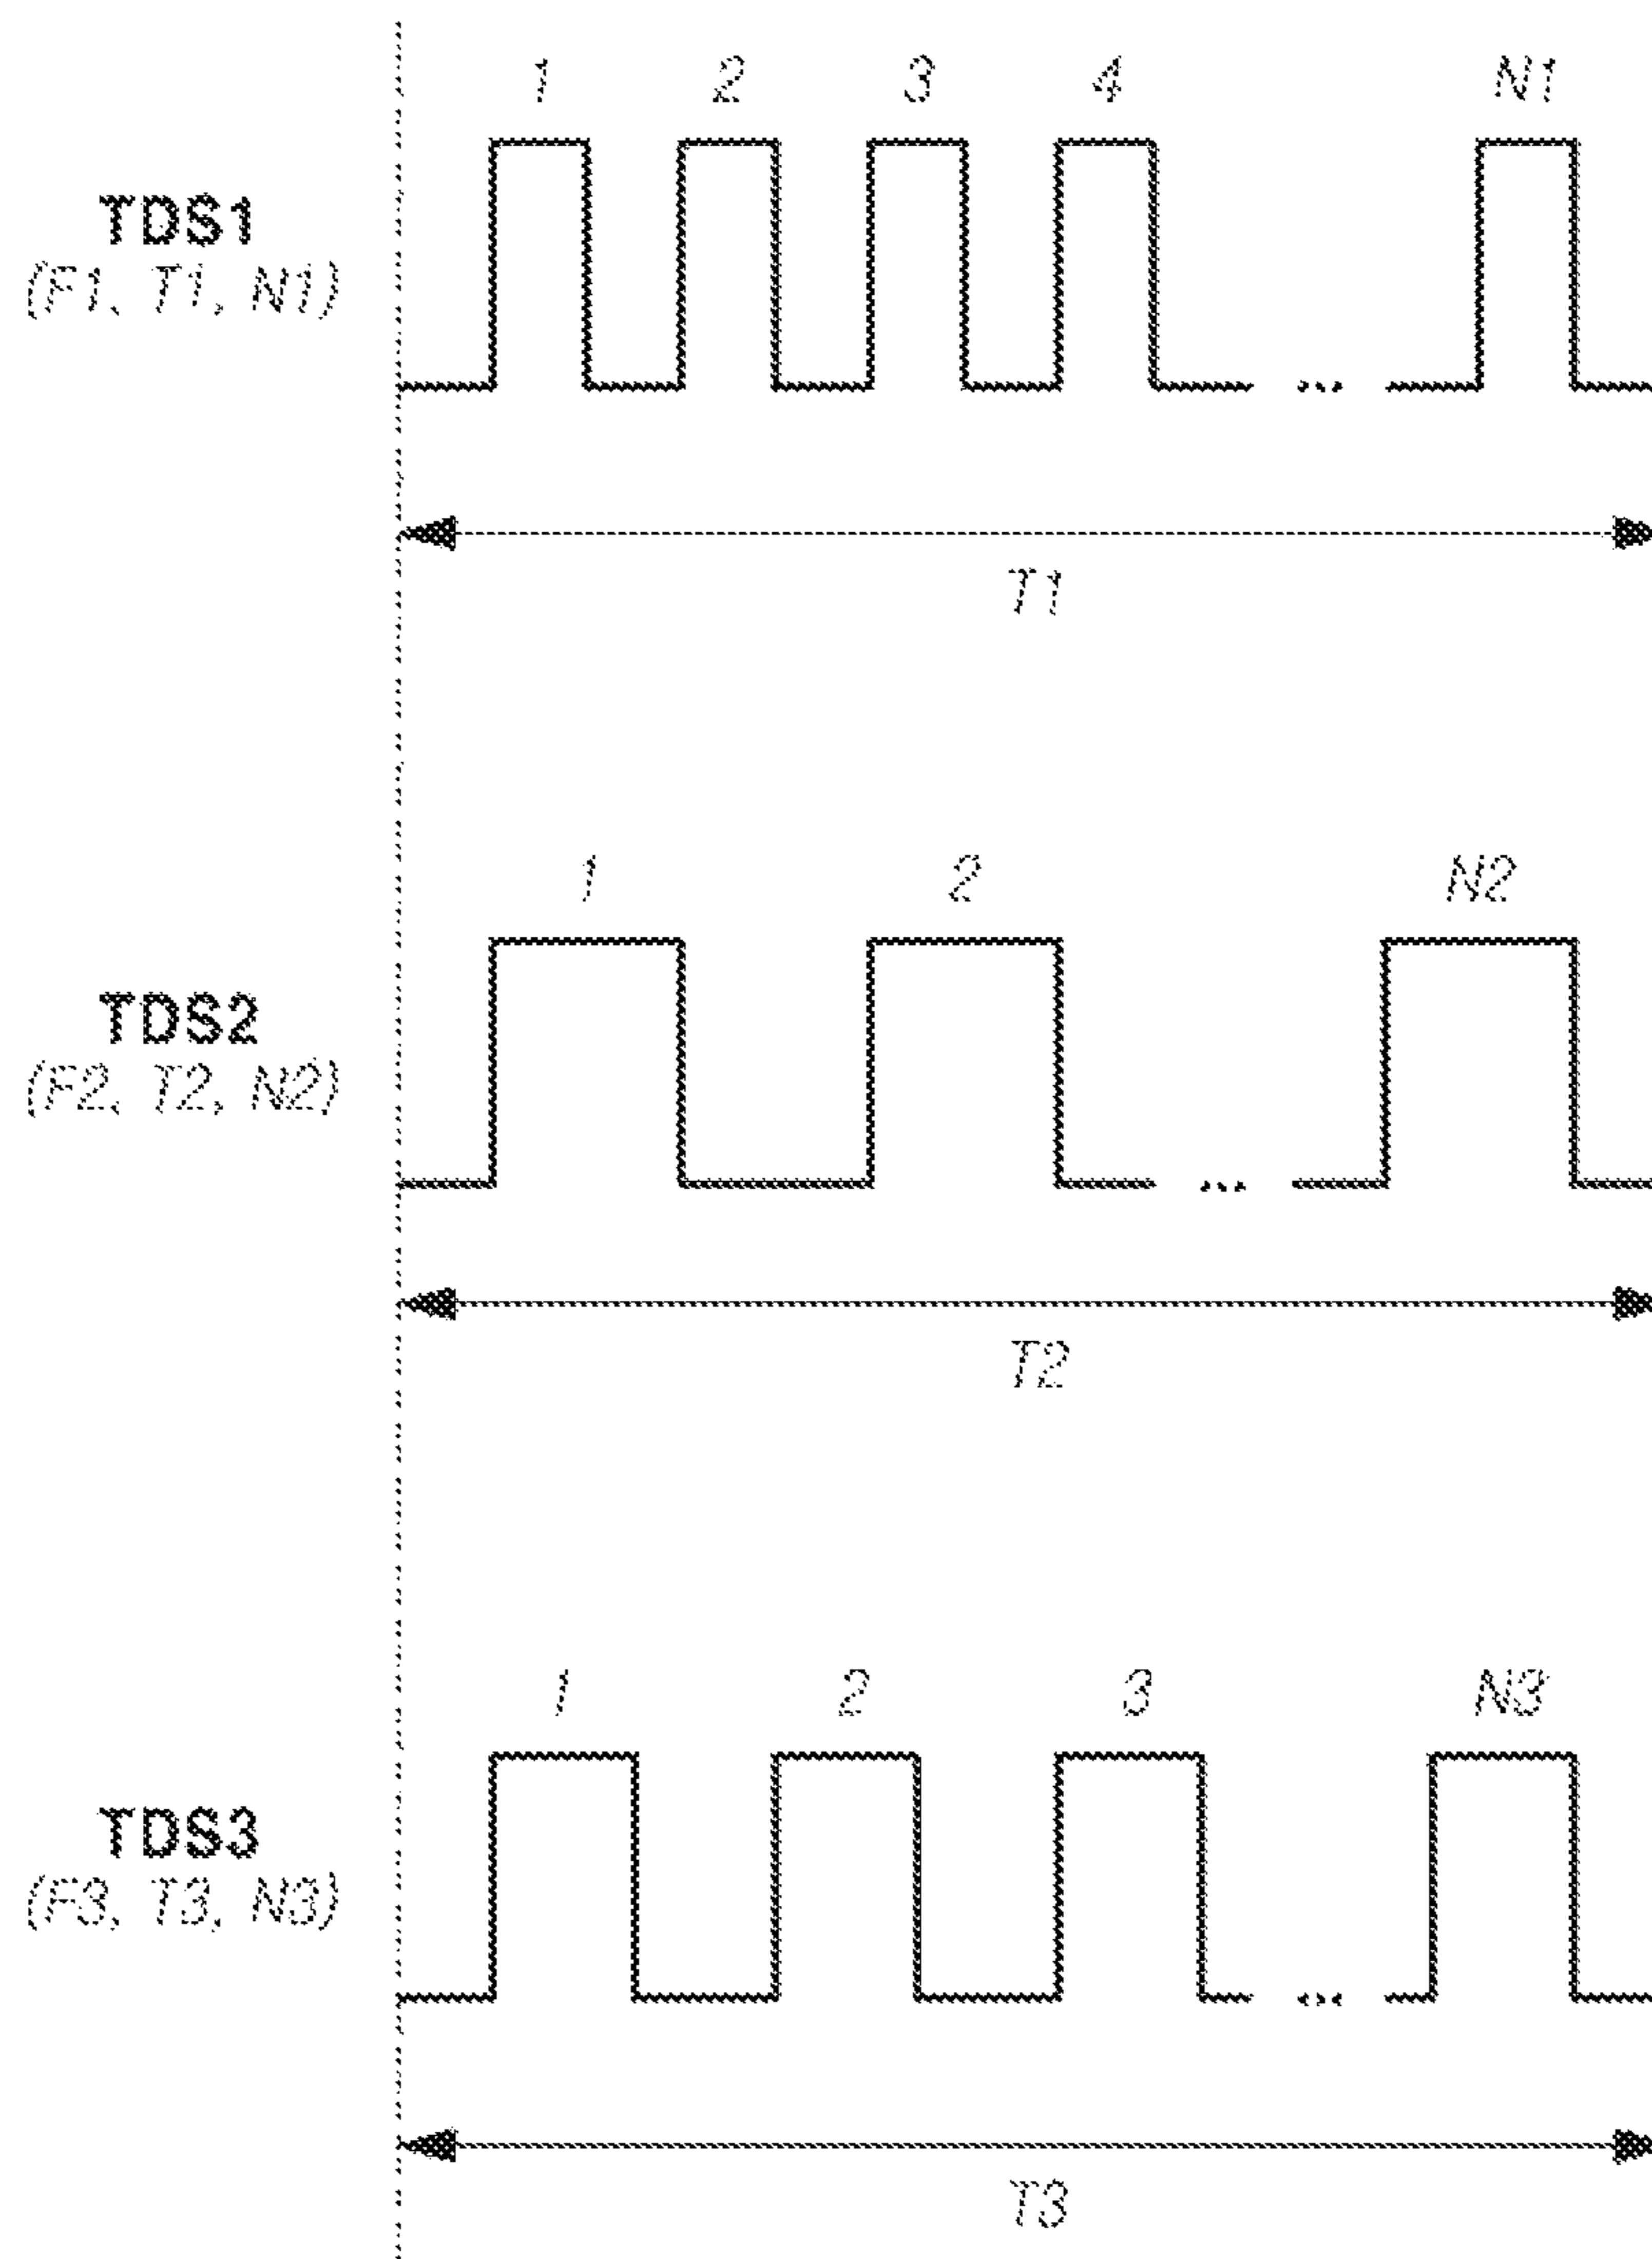 1 2 3 4 N1
TDS1
(F1, T1, N1)
...
T1
1 2 N2
TDS2
(F2, T2, N2)
...
T2
1 2 3 N3
TDS3
(F3, T3, N3)
...
T3